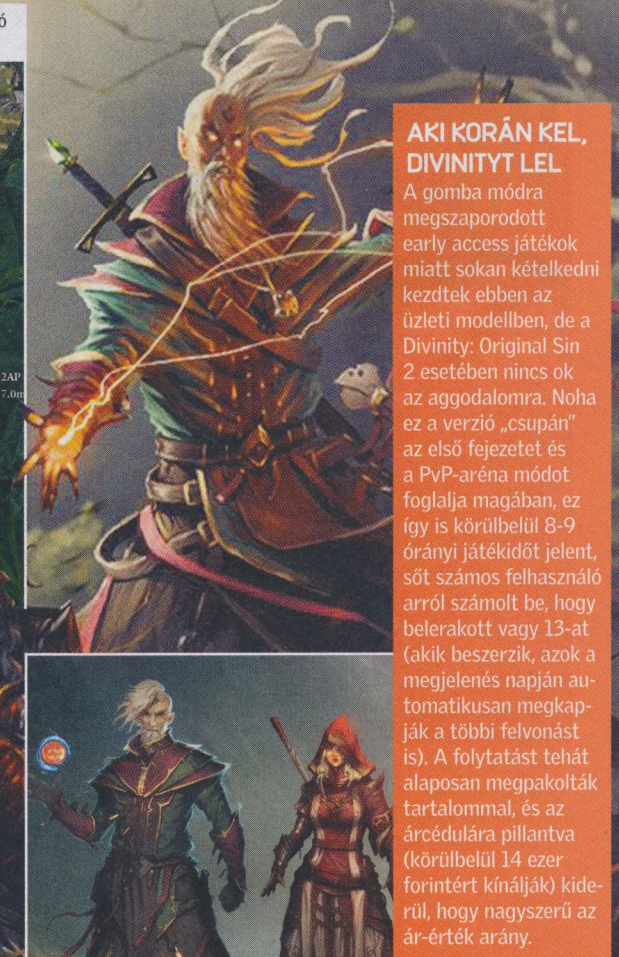 ó
2AP
7.0m
AKI KORÁN KEL,
DIVINITYT LEL
A gomba módra
megszaporodott
early access játékok
miatt sokan kételkedni
kezdtek ebben az
üzleti modellben, de a
Divinity: Original Sin
2 esetében nincs ok
az aggodalomra. Noha
ez a verzió „csupán”
az első fejezetet és
a PvP-aréna módot
foglalja magában, ez
így is körülbelül 8-9
órányi játékidőt jelent,
sőt számos felhasználó
arról számolt be, hogy
belerakott vagy 13-at
(akik beszerzik, azok a
megjelenés napján au-
tomatikusan megkap-
ják a többi felvonást
is). A folytatást tehát
alaposan megpakolták
tartalommal, és az
árcédulára pillantva
(körülbelül 14 ezer
forintért kínálják) kide-
rül, hogy nagyszerű az
ár-érték arány.